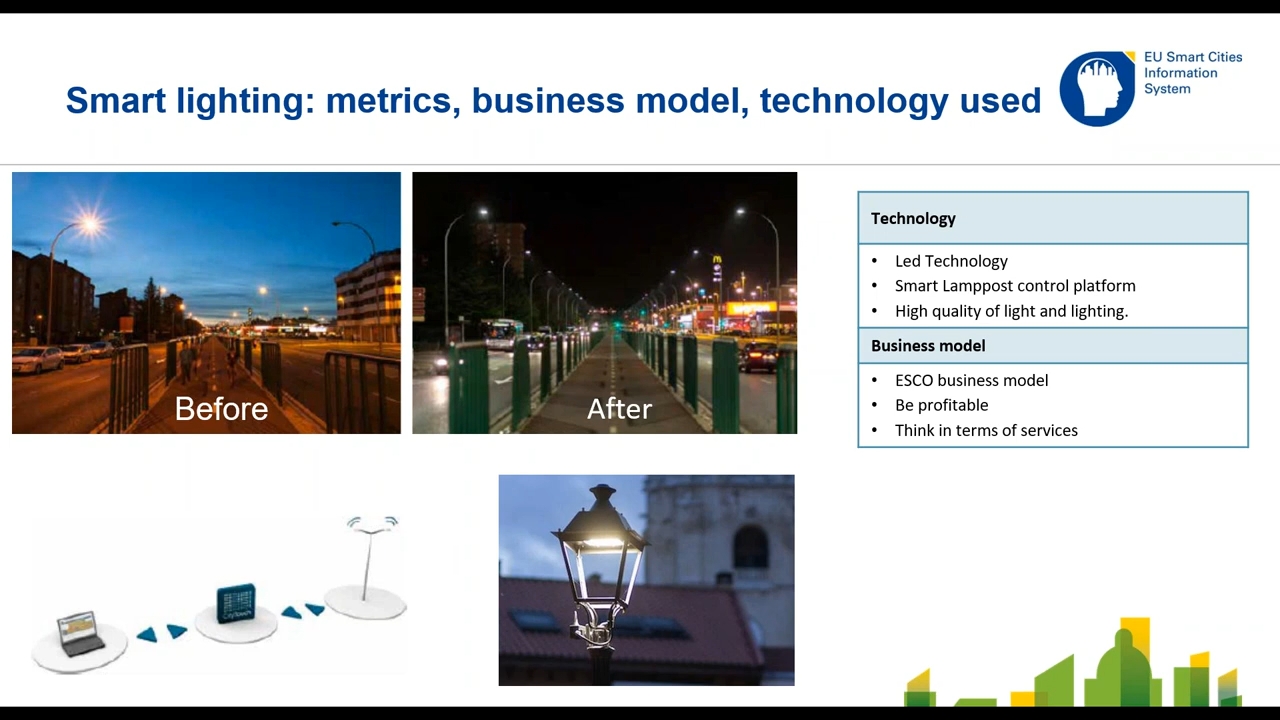 Smart lighting: metrics, business model, technology used
EU Smart Cities
Information
System
Before
After
Technology
• Led Technology
• Smart Lamppost control platform
• High quality of light and lighting.
Business model
• ESCO business model
• Be profitable
• Think in terms of services
CityTouch